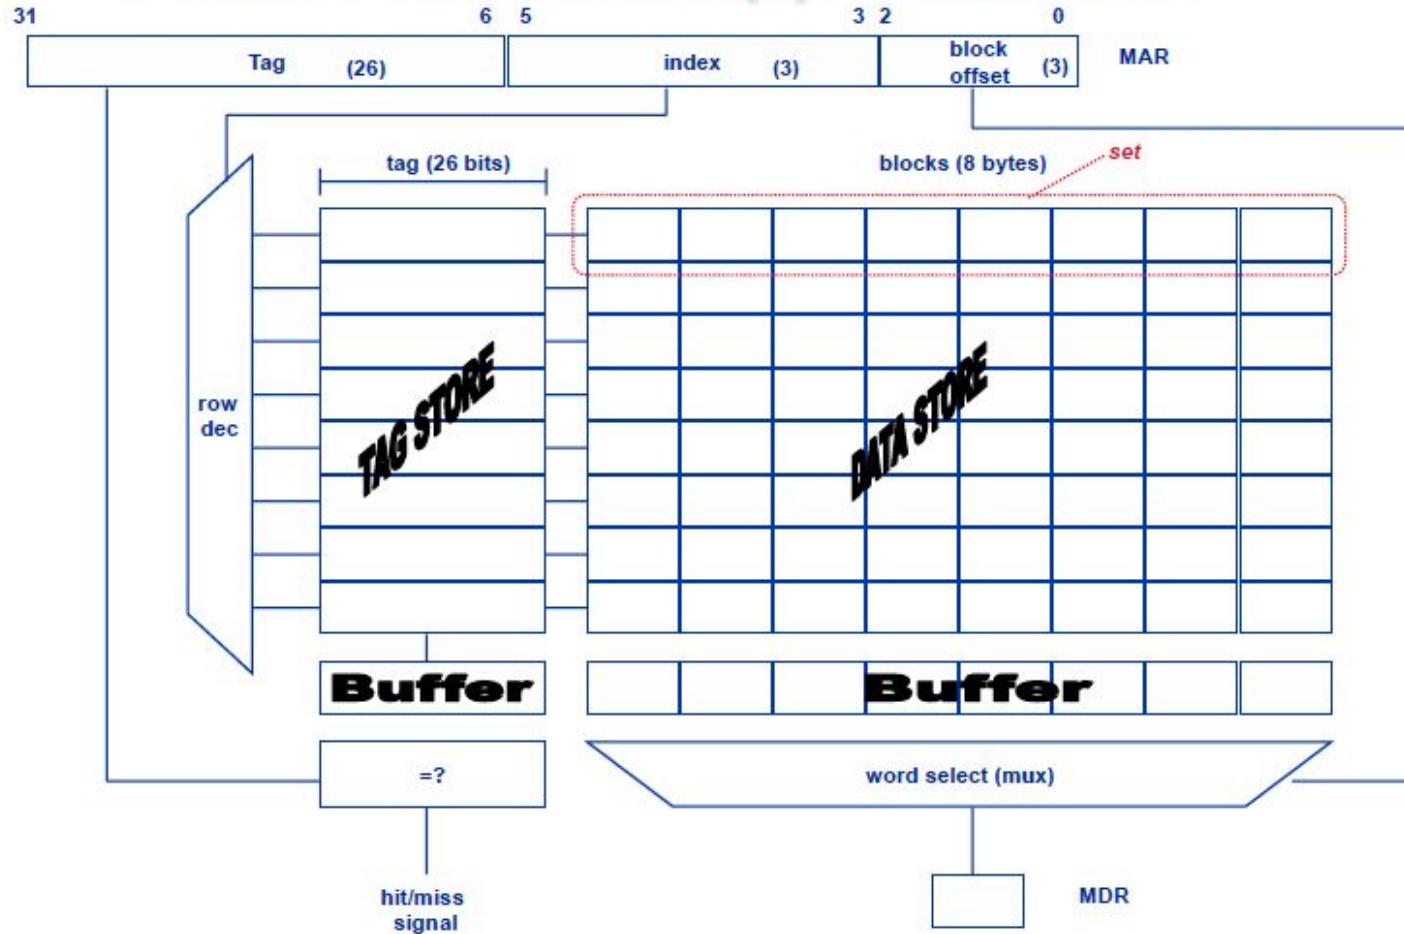 31 6 5 3 2 0
Tag (26) index (3) block offset (3) MAR
tag (26 bits) blocks (8 bytes) set
row
dec
TAG STORE
DATA STORE
Buffer Buffer
=? word select (mux)
hit/miss
signal
MDR